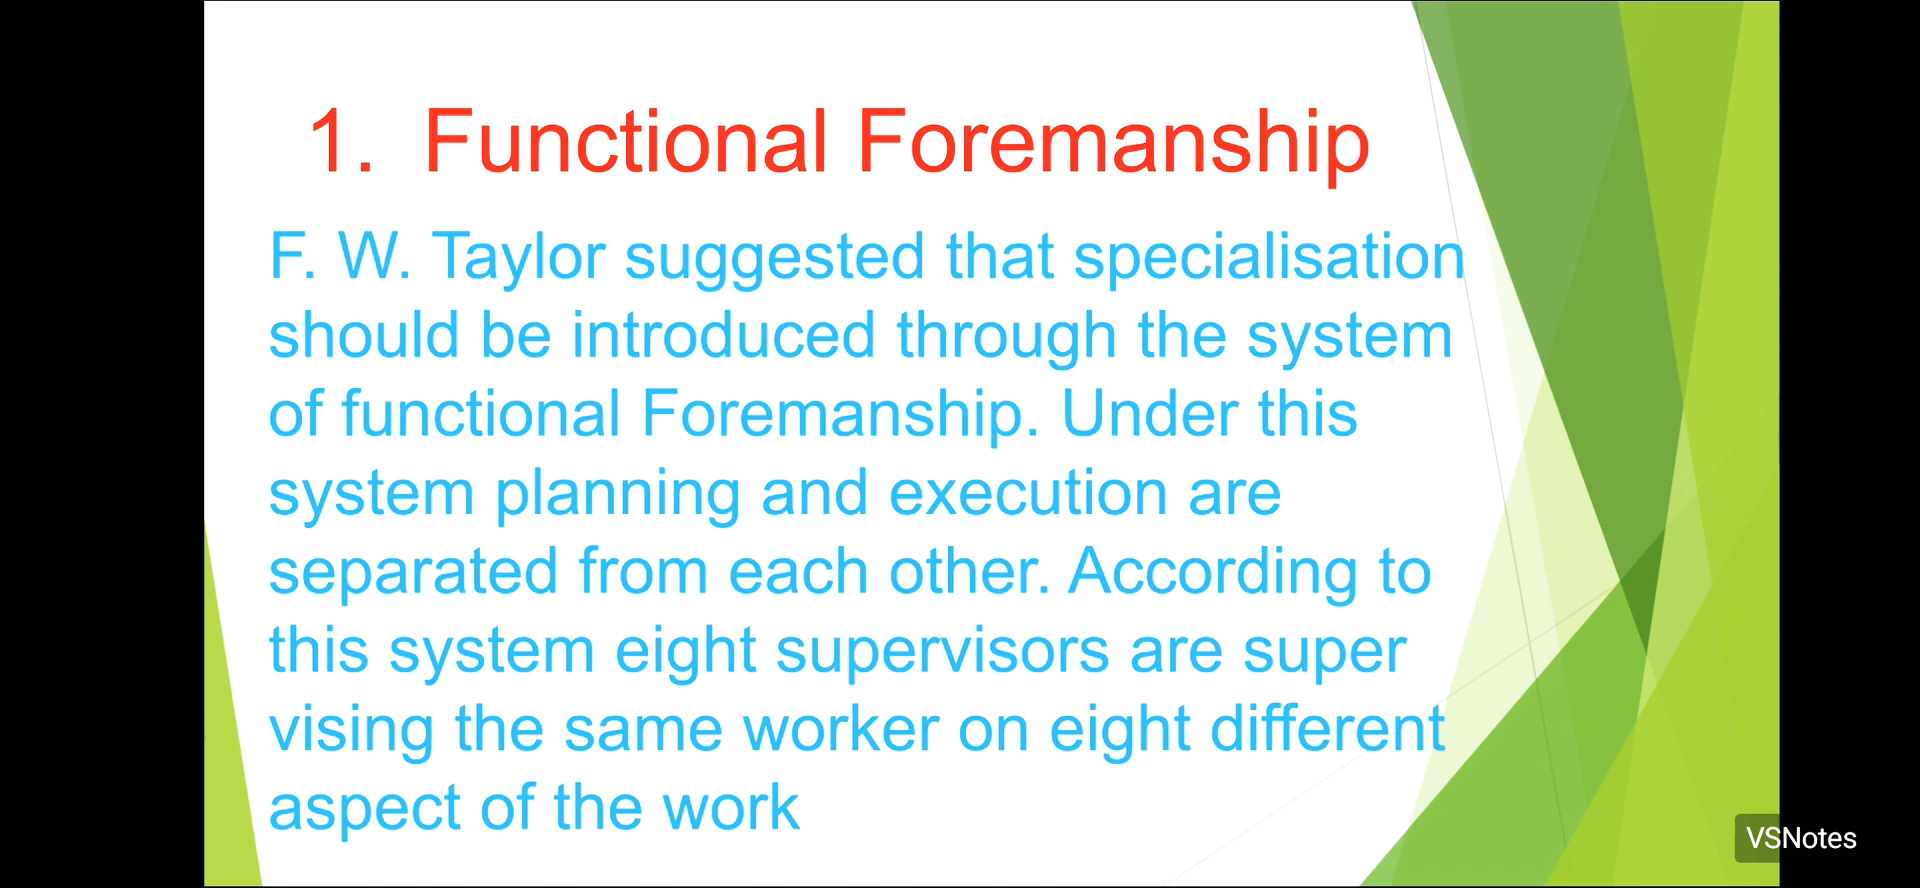 1. Functional Foremanship
F. W. Taylor suggested that specialisation
should be introduced through the system
of functional Foremanship. Under this
system planning and execution are
separated from each other. According to
this system eight supervisors are super
vising the same worker on eight different
aspect of the work
VSNotes